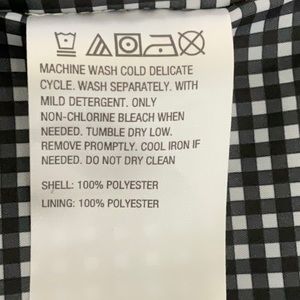 MACHINE WASH COLD DELICATE
CYCLE. WASH SEPARATELY. WITH
MILD DETERGENT. ONLY
NON-CHLORINE BLEACH WHEN
NEEDED. TUMBLE DRY LOW.
REMOVE PROMPTLY. COOL IRON IF
NEEDED. DO NOT DRY CLEAN
SHELL: 100% POLYESTER
LINING: 100% POLYESTER